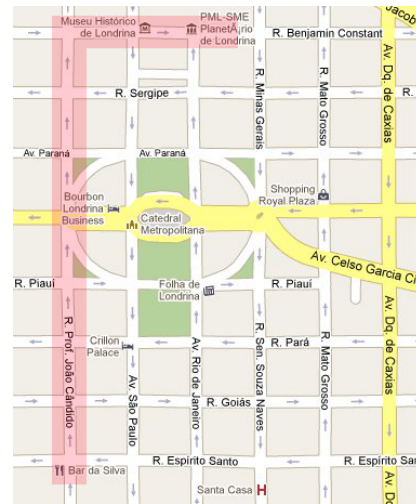 Jacob
Museu Histórico
de Londrina
PML-SME
PlanetÃ¡rio
de Londrina
R. Benjamin Constant
Av. Dq. de Caxias
R. Sergipe
R. Minas Gerais
R. Mato Grosso
Av. Paraná
Av. Paraná
Bourbon
Londrina
Business
Catedral
Metropolitana
Shopping
Royal Plaza
Av. Celso Garcia Ci
R. Piauí
Folha de
Londrina
R. Piauí
R. Prof. João Cândido
Crillon
Palace
Av. São Paulo
Av. Rio de Janeiro
R. Sen. Souza Naves
R. Pará
R. Mato Grosso
Av. Dq. de Caxias
R. Goiás
R. Espírito Santo
R. Espírito Santo
Bar da Silva
Santa Casa H
Av. Dq